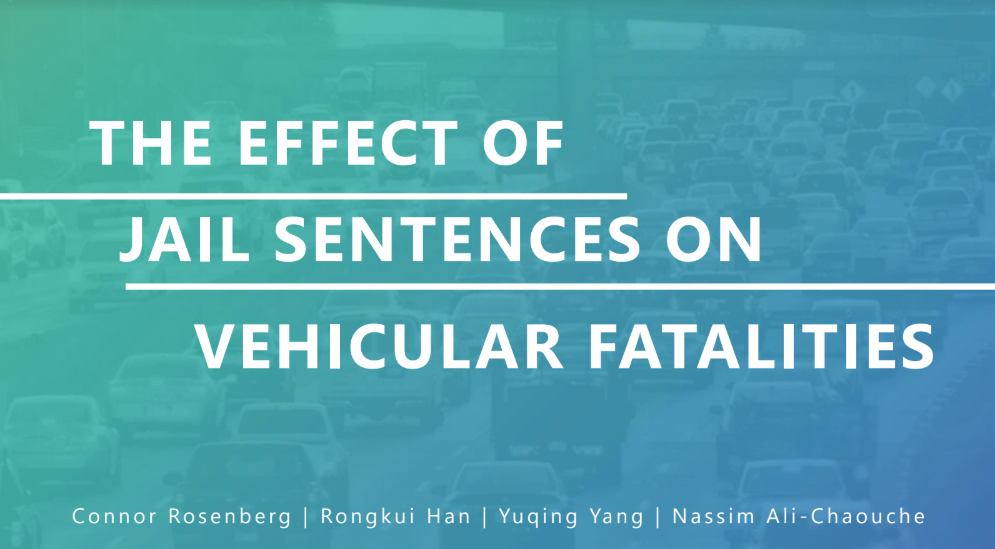 THE EFFECT OF
JAIL SENTENCES ON
VEHICULAR FATALITIES
Connor Rosenberg | Rongkui Han | Yuqing Yang | Nassim Ali-Chaouche